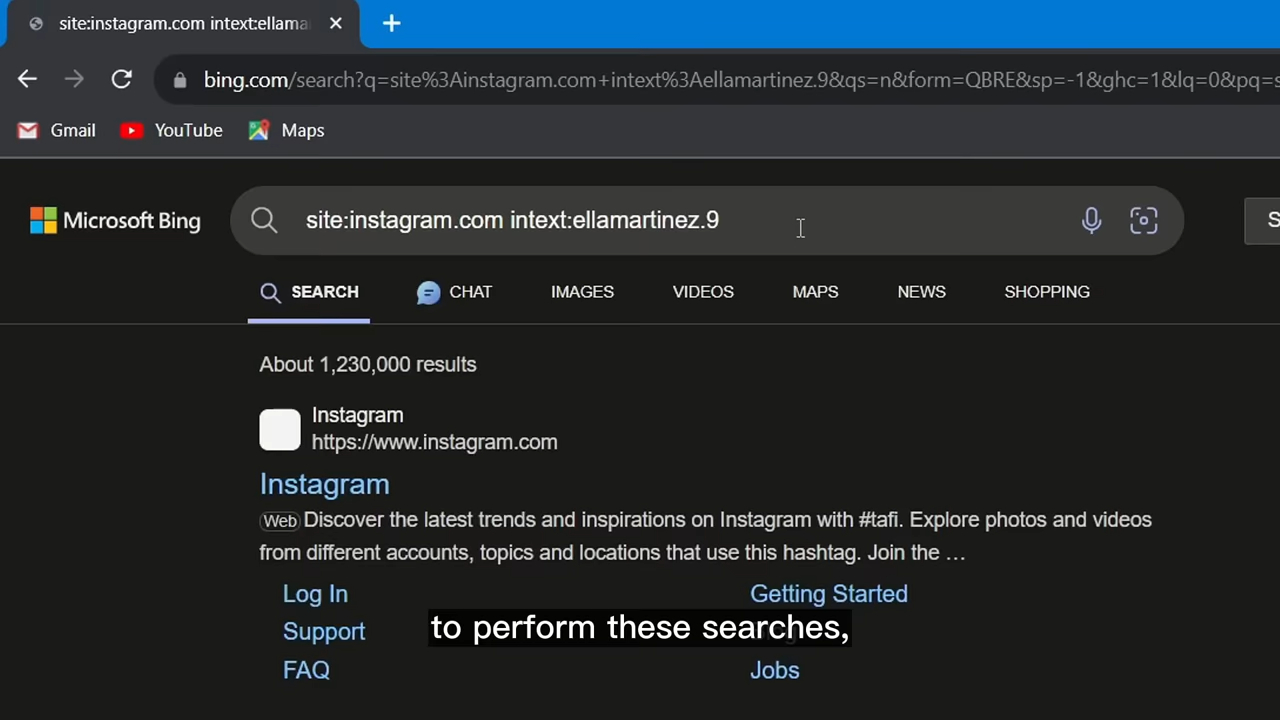 site:instagram.com intext:ellama
bing.com/search?q=site%3Ainstagram.com+intext%3Aellamartinez.9&qs=n&form=QBRE&sp=-1&ghc=1&lq=0&pq=s
Gmail YouTube Maps
Microsoft Bing site:instagram.com intext:ellamartinez.9 S
SEARCH CHAT IMAGES VIDEOS MAPS NEWS SHOPPING
About 1,230,000 results
Instagram
https://www.instagram.com
Instagram
Web Discover the latest trends and inspirations on Instagram with #tafi. Explore photos and videos
from different accounts, topics and locations that use this hashtag. Join the ...
Log In Getting Started
Support
to perform these searches,
FAQ Jobs